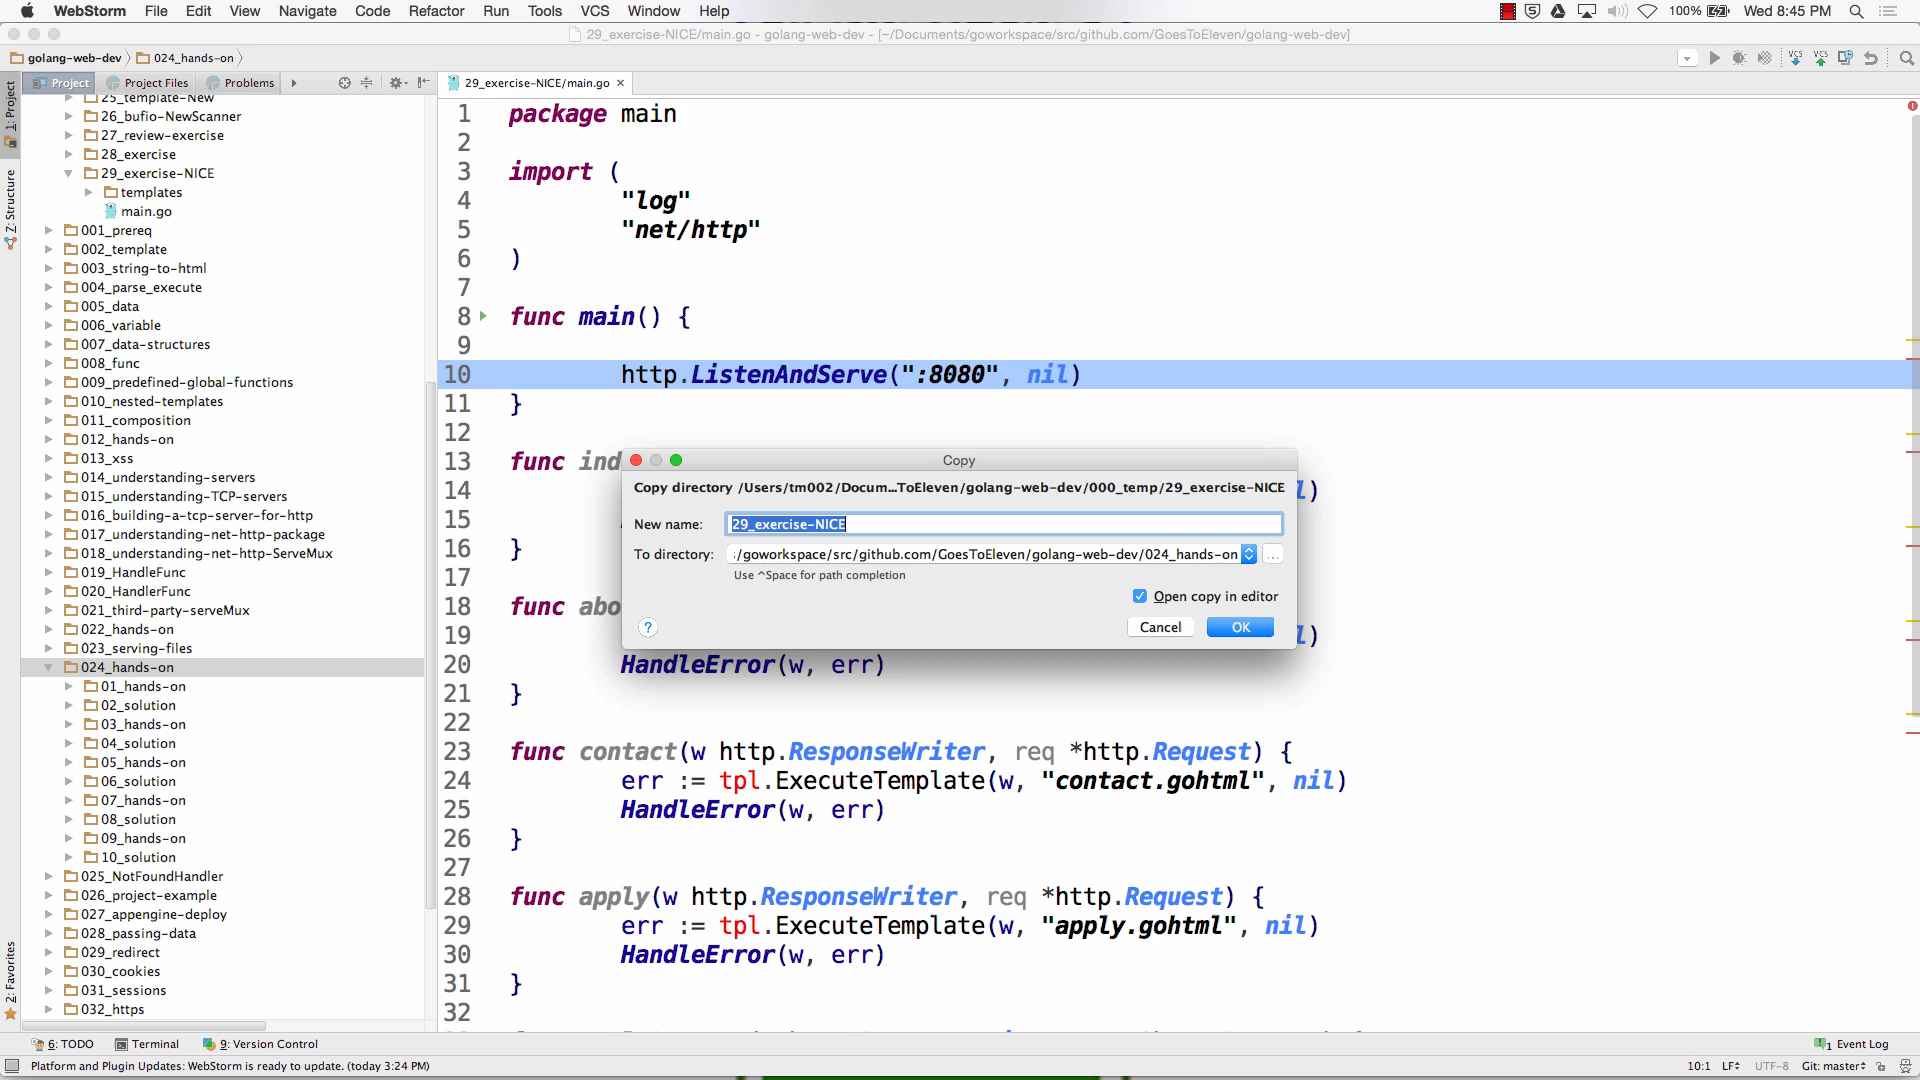 WebStorm File Edit View Navigate Code Refactor Run Tools VCS Window Help 100% Wed 8:45 PM
29_exercise-NICE/main.go - golang-web-dev - [~/Documents/goworkspace/src/github.com/GoesToEleven/golang-web-dev]
golang-web-dev 024_hands-on
Project Project Files Problems 29_exercise-NICE/main.go
1: Project
Z: Structure
2: Favorites
25_template-New
26_bufio-NewScanner
27_review-exercise
28_exercise
29_exercise-NICE
templates
main.go
001_prereq
002_template
003_string-to-html
004_parse_execute
005_data
006_variable
007_data-structures
008_func
009_predefined-global-functions
010_nested-templates
011_composition
012_hands-on
013_xss
014_understanding-servers
015_understanding-TCP-servers
016_building-a-tcp-server-for-http
017_understanding-net-http-package
018_understanding-net-http-ServeMux
019_HandleFunc
020_HandlerFunc
021_third-party-serveMux
022_hands-on
023_serving-files
024_hands-on
01_hands-on
02_solution
03_hands-on
04_solution
05_hands-on
06_solution
07_hands-on
08_solution
09_hands-on
10_solution
025_NotFoundHandler
026_project-example
027_appengine-deploy
028_passing-data
029_redirect
030_cookies
031_sessions
032_https
1 package main
2
3 import (
4 "log"
5 "net/http"
6 )
7
8 func main() {
9
10 http.ListenAndServe(":8080", nil)
11 }
12
13 func ind
14 l)
15
16 }
17
18 func abo
19 l)
20 HandleError(w, err)
21 }
22
23 func contact(w http.ResponseWriter, req *http.Request) {
24 err := tpl.ExecuteTemplate(w, "contact.gohtml", nil)
25 HandleError(w, err)
26 }
27
28 func apply(w http.ResponseWriter, req *http.Request) {
29 err := tpl.ExecuteTemplate(w, "apply.gohtml", nil)
30 HandleError(w, err)
31 }
32
Copy
Copy directory /Users/tm002/Docum...ToEleven/golang-web-dev/000_temp/29_exercise-NICE
New name: 29_exercise-NICE
To directory: /goworkspace/src/github.com/GoesToEleven/golang-web-dev/024_hands-on ...
Use ^Space for path completion
Open copy in editor
? Cancel OK
6: TODO Terminal 9: Version Control 1 Event Log
Platform and Plugin Updates: WebStorm is ready to update. (today 3:24 PM) 10:1 LF UTF-8 Git: master